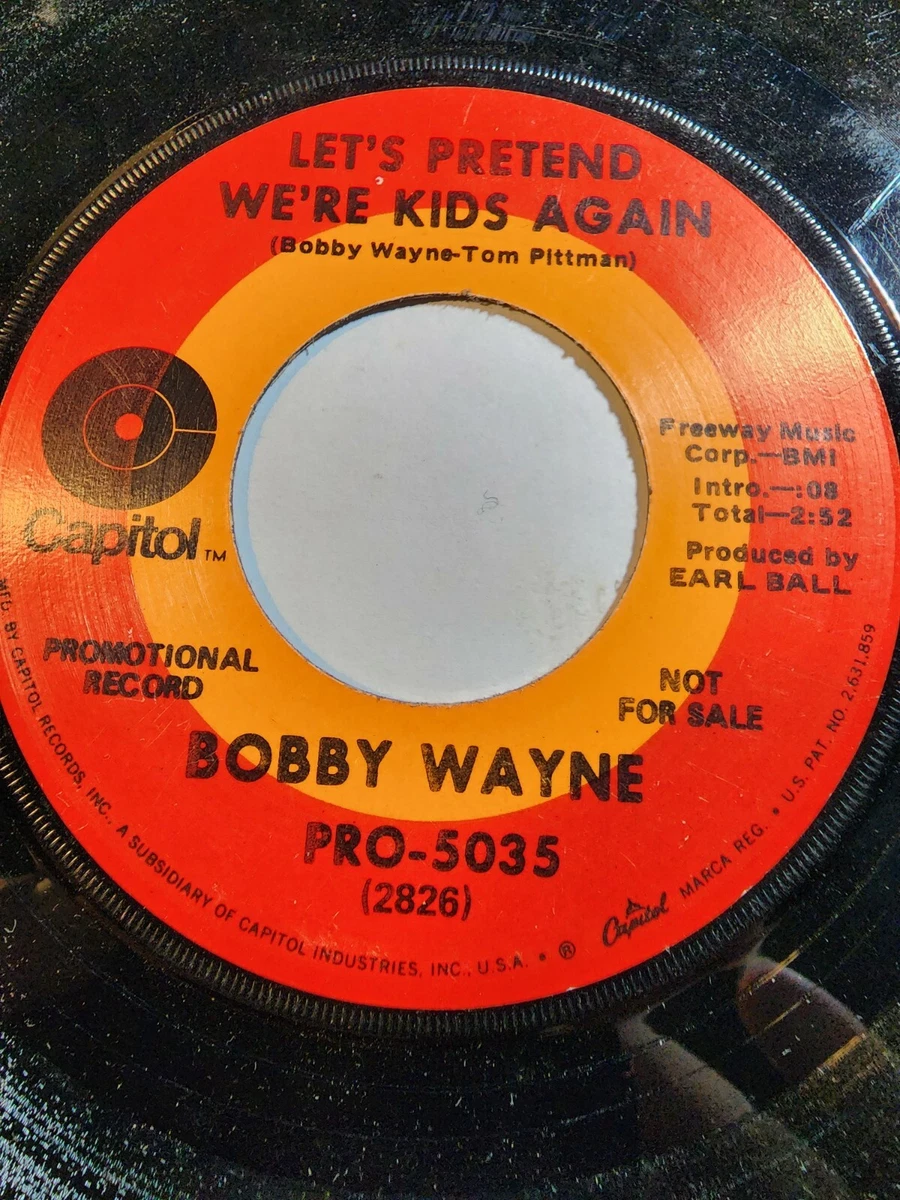 LET'S PRETEND
WE'RE KIDS AGAIN
(Bobby Wayne-Tom Pittman)
Capitol™
Freeway Music
Corp.—BMI
Intro.—:08
Total—2:52
Produced by
EARL BALL
PROMOTIONAL
RECORD
NOT
FOR SALE
BOBBY WAYNE
PRO-5035
(2826)
MFD. BY CAPITOL RECORDS, INC., A SUBSIDIARY OF CAPITOL INDUSTRIES, INC., U.S.A. • ® Capitol MARCA REG. • U.S. PAT. NO. 2,631,859